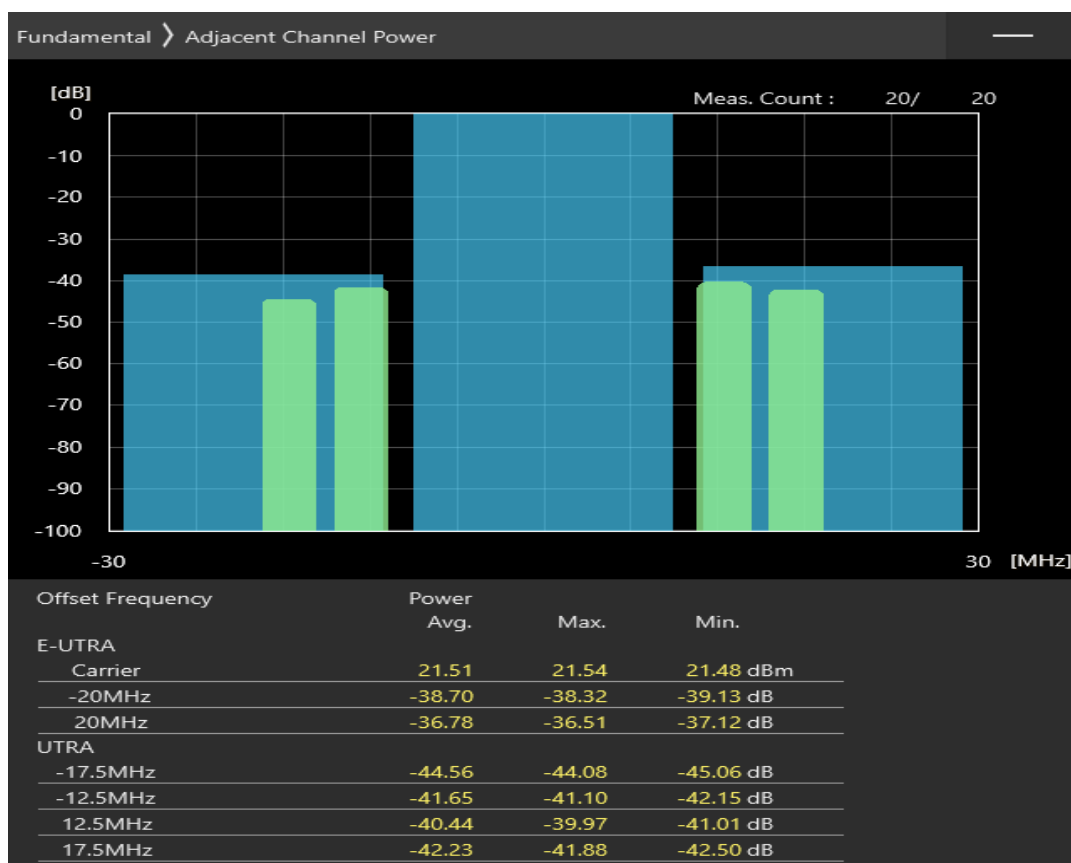 Fundamental ❯ Adjacent Channel Power
[dB]
Meas. Count : 20/ 20
0
-10
-20
-30
-40
-50
-60
-70
-80
-90
-100
-30 30 [MHz]
Offset Frequency Power
Avg. Max. Min.
E-UTRA
Carrier 21.51 21.54 21.48 dBm
-20MHz -38.70 -38.32 -39.13 dB
20MHz -36.78 -36.51 -37.12 dB
UTRA
-17.5MHz -44.56 -44.08 -45.06 dB
-12.5MHz -41.65 -41.10 -42.15 dB
12.5MHz -40.44 -39.97 -41.01 dB
17.5MHz -42.23 -41.88 -42.50 dB